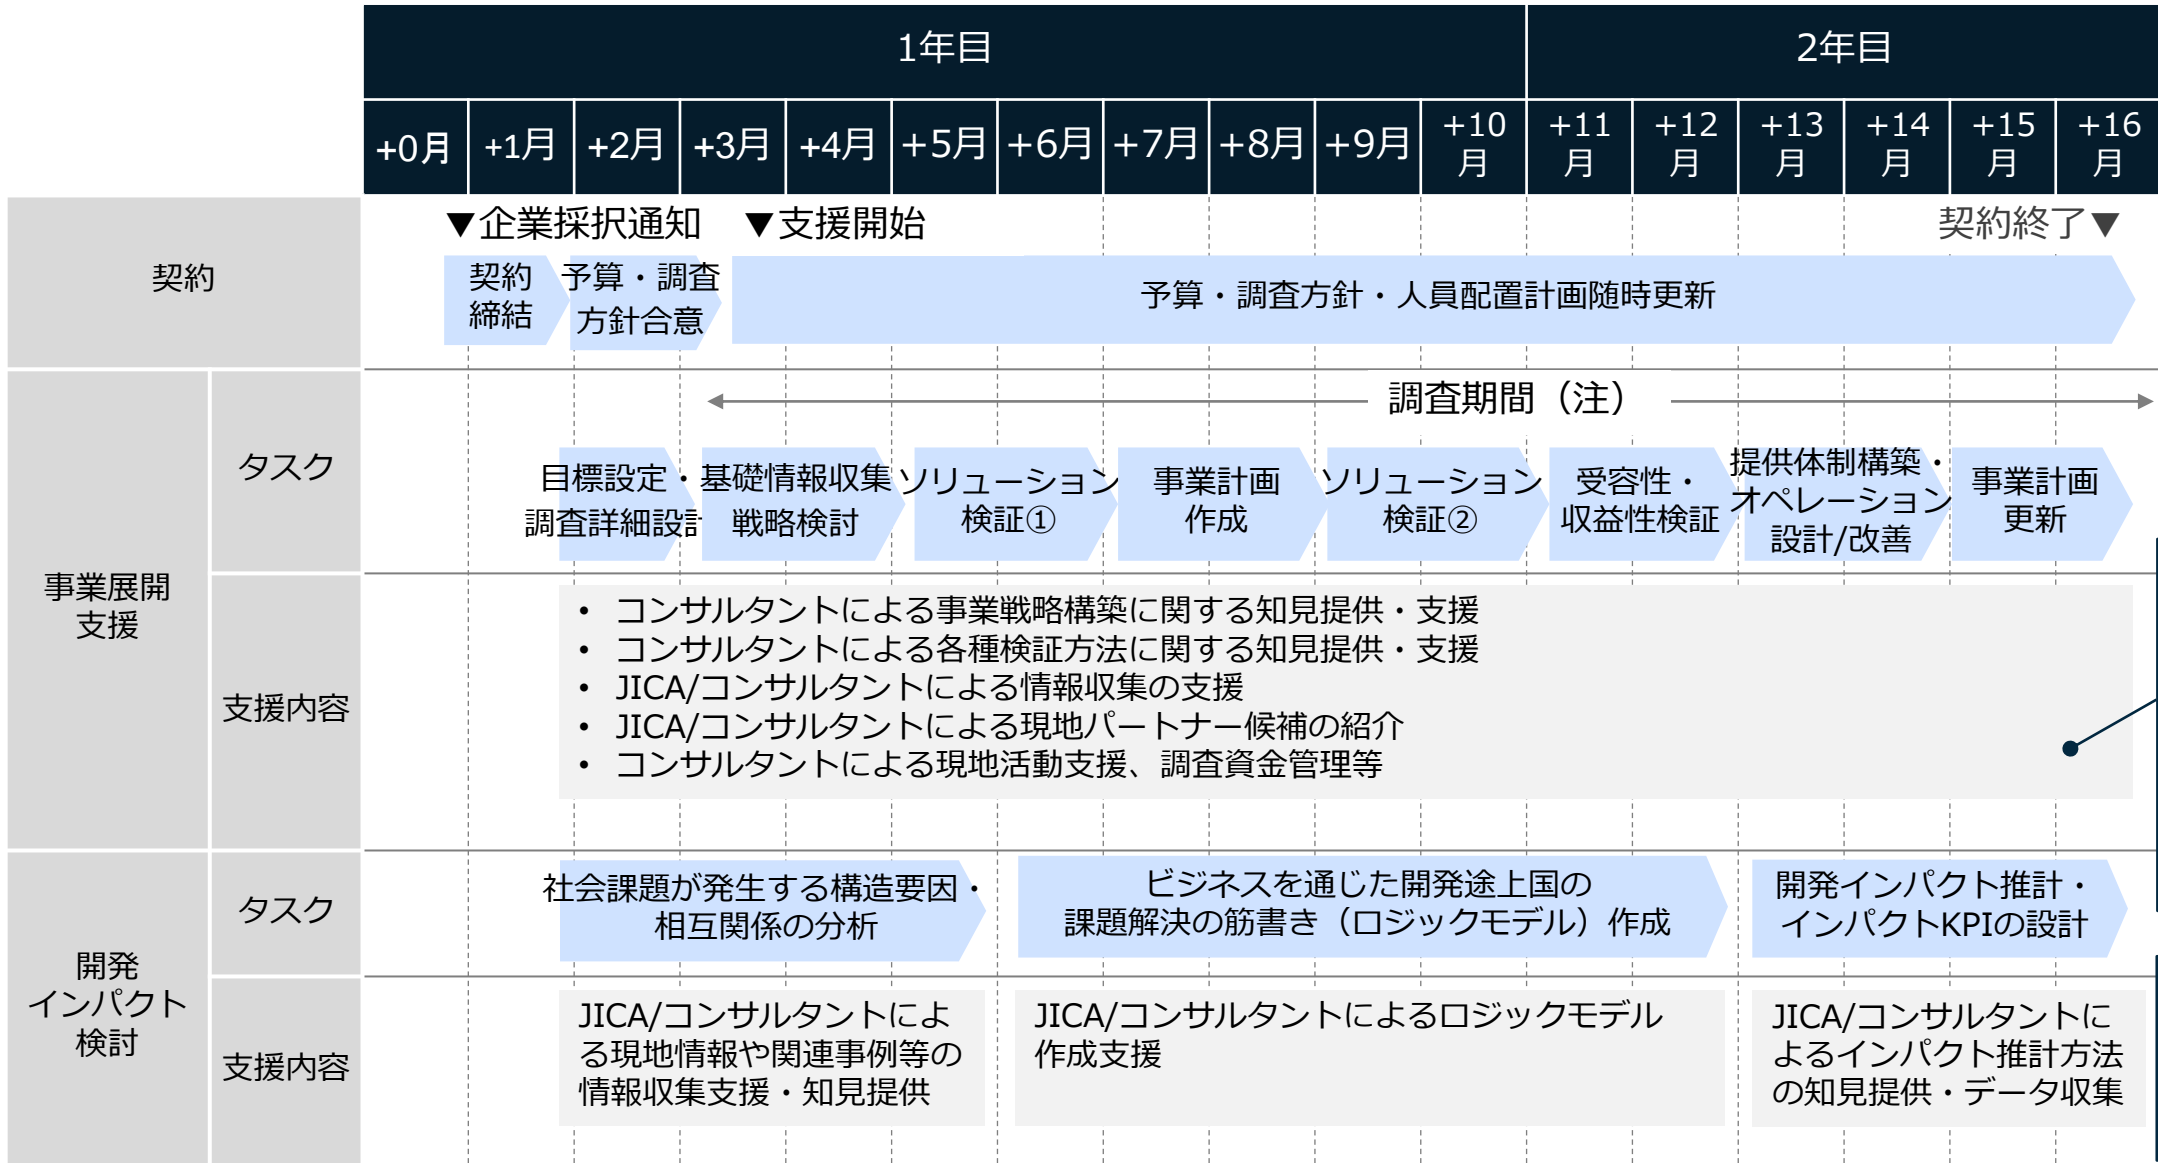 1年目
2年目
+0月
+1月
+2月
+3月
+4月
+5月
+6月
+7月
+8月
+9月
+10
月
+11
月
+12
月
+13
月
+14
月
+15
月
+16
月
契約
▼企業採択通知
▼支援開始
契約終了▼
契約
締結
予算・調査
方針合意
予算・調査方針・人員配置計画随時更新
事業展開
支援
タスク
調査期間（注）
目標設定・
調査詳細設計
基礎情報収集
戦略検討
ソリューション
検証①
事業計画
作成
ソリューション
検証②
受容性・
収益性検証
提供体制構築・
オペレーション
設計/改善
事業計画
更新
支援内容
• コンサルタントによる事業戦略構築に関する知見提供・支援
• コンサルタントによる各種検証方法に関する知見提供・支援
• JICA/コンサルタントによる情報収集の支援
• JICA/コンサルタントによる現地パートナー候補の紹介
• コンサルタントによる現地活動支援、調査資金管理等
開発
インパクト
検討
タスク
社会課題が発生する構造要因・
相互関係の分析
ビジネスを通じた開発途上国の
課題解決の筋書き（ロジックモデル）作成
開発インパクト推計・
インパクトKPIの設計
支援内容
JICA/コンサルタントによ
る現地情報や関連事例等の
情報収集支援・知見提供
JICA/コンサルタントによるロジックモデル
作成支援
JICA/コンサルタントに
よるインパクト推計方法
の知見提供・データ収集